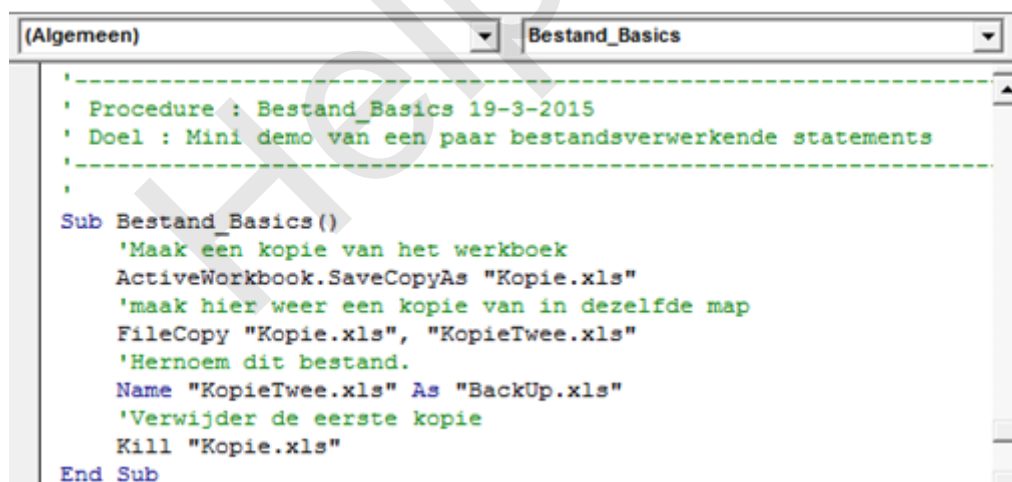 (Algemeen) Bestand_Basics
'-----------------------------------------------------------------
' Procedure : Bestand_Basics 19-3-2015
' Doel : Mini demo van een paar bestandsverwerkende statements
'-----------------------------------------------------------------
'
Sub Bestand_Basics()
'Maak een kopie van het werkboek
ActiveWorkbook.SaveCopyAs "Kopie.xls"
'maak hier weer een kopie van in dezelfde map
FileCopy "Kopie.xls", "KopieTwee.xls"
'Hernoem dit bestand.
Name "KopieTwee.xls" As "BackUp.xls"
'Verwijder de eerste kopie
Kill "Kopie.xls"
End Sub
Help